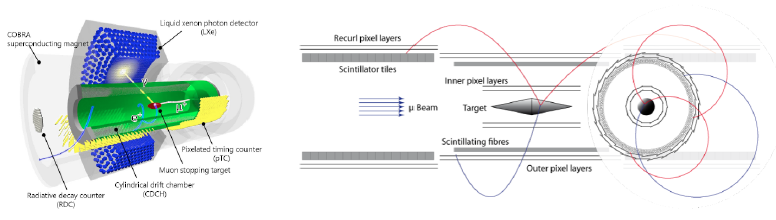 COBRA
superconducting magnet
Liquid xenon photon detector
(LXe)
γ
e⁺
μ⁺
Pixelated timing counter
(pTC)
Muon stopping target
Cylindrical drift chamber
(CDCH)
Radiative decay counter
(RDC)
Recurl pixel layers
Scintillator tiles
Inner pixel layers
μ Beam
Target
Scintillating fibres
Outer pixel layers